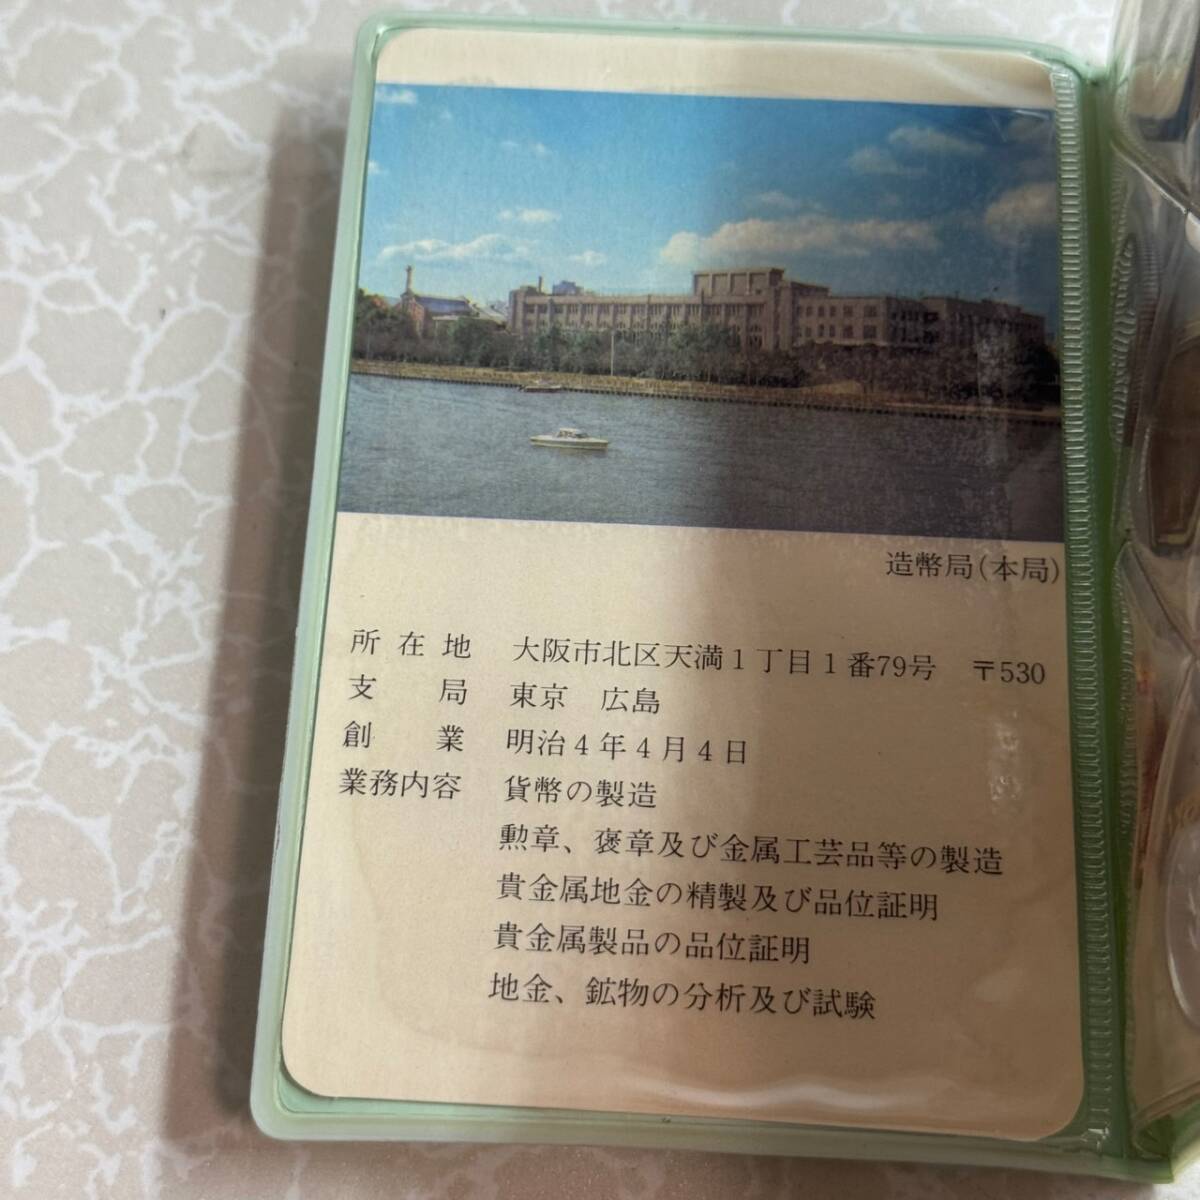 造幣局(本局)
所在地 大阪市北区天満1丁目1番79号 〒530
支局 東京 広島
創業 明治4年4月4日
業務内容 貨幣の製造
勲章、褒章及び金属工芸品等の製造
貴金属地金の精製及び品位証明
貴金属製品の品位証明
地金、鉱物の分析及び試験